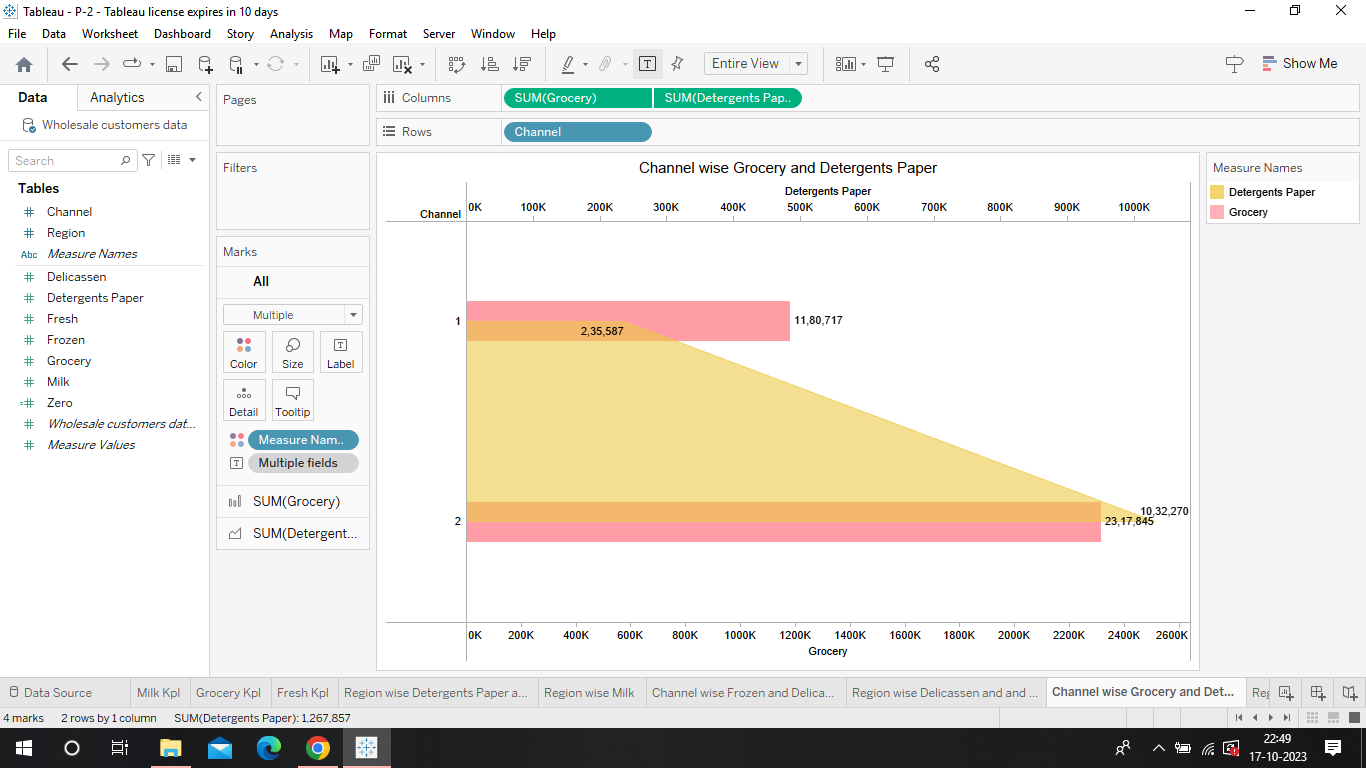 Tableau - P-2 - Tableau license expires in 10 days
File Data Worksheet Dashboard Story Analysis Map Format Server Window Help
Entire View
Show Me
Data Analytics
Wholesale customers data
Search
Tables
Channel
Region
Abc Measure Names
Delicassen
Detergents Paper
Fresh
Frozen
Grocery
Milk
Zero
Wholesale customers dat...
Measure Values
Pages
Filters
Marks
All
Multiple
Color Size Label
Detail Tooltip
Measure Nam..
Multiple fields
SUM(Grocery)
SUM(Detergent...
Columns SUM(Grocery) SUM(Detergents Pap..
Rows Channel
Channel wise Grocery and Detergents Paper
Detergents Paper
Channel 0K 100K 200K 300K 400K 500K 600K 700K 800K 900K 1000K
1 11,80,717
2,35,587
10,32,270
2 23,17,845
0K 200K 400K 600K 800K 1000K 1200K 1400K 1600K 1800K 2000K 2200K 2400K 2600K
Grocery
Measure Names
Detergents Paper
Grocery
Data Source Milk Kpl Grocery Kpl Fresh Kpl Region wise Detergents Paper a... Region wise Milk Channel wise Frozen and Delica... Region wise Delicassen and and ... Channel wise Grocery and Det... Reg
4 marks 2 rows by 1 column SUM(Detergents Paper): 1,267,857
22:49
17-10-2023